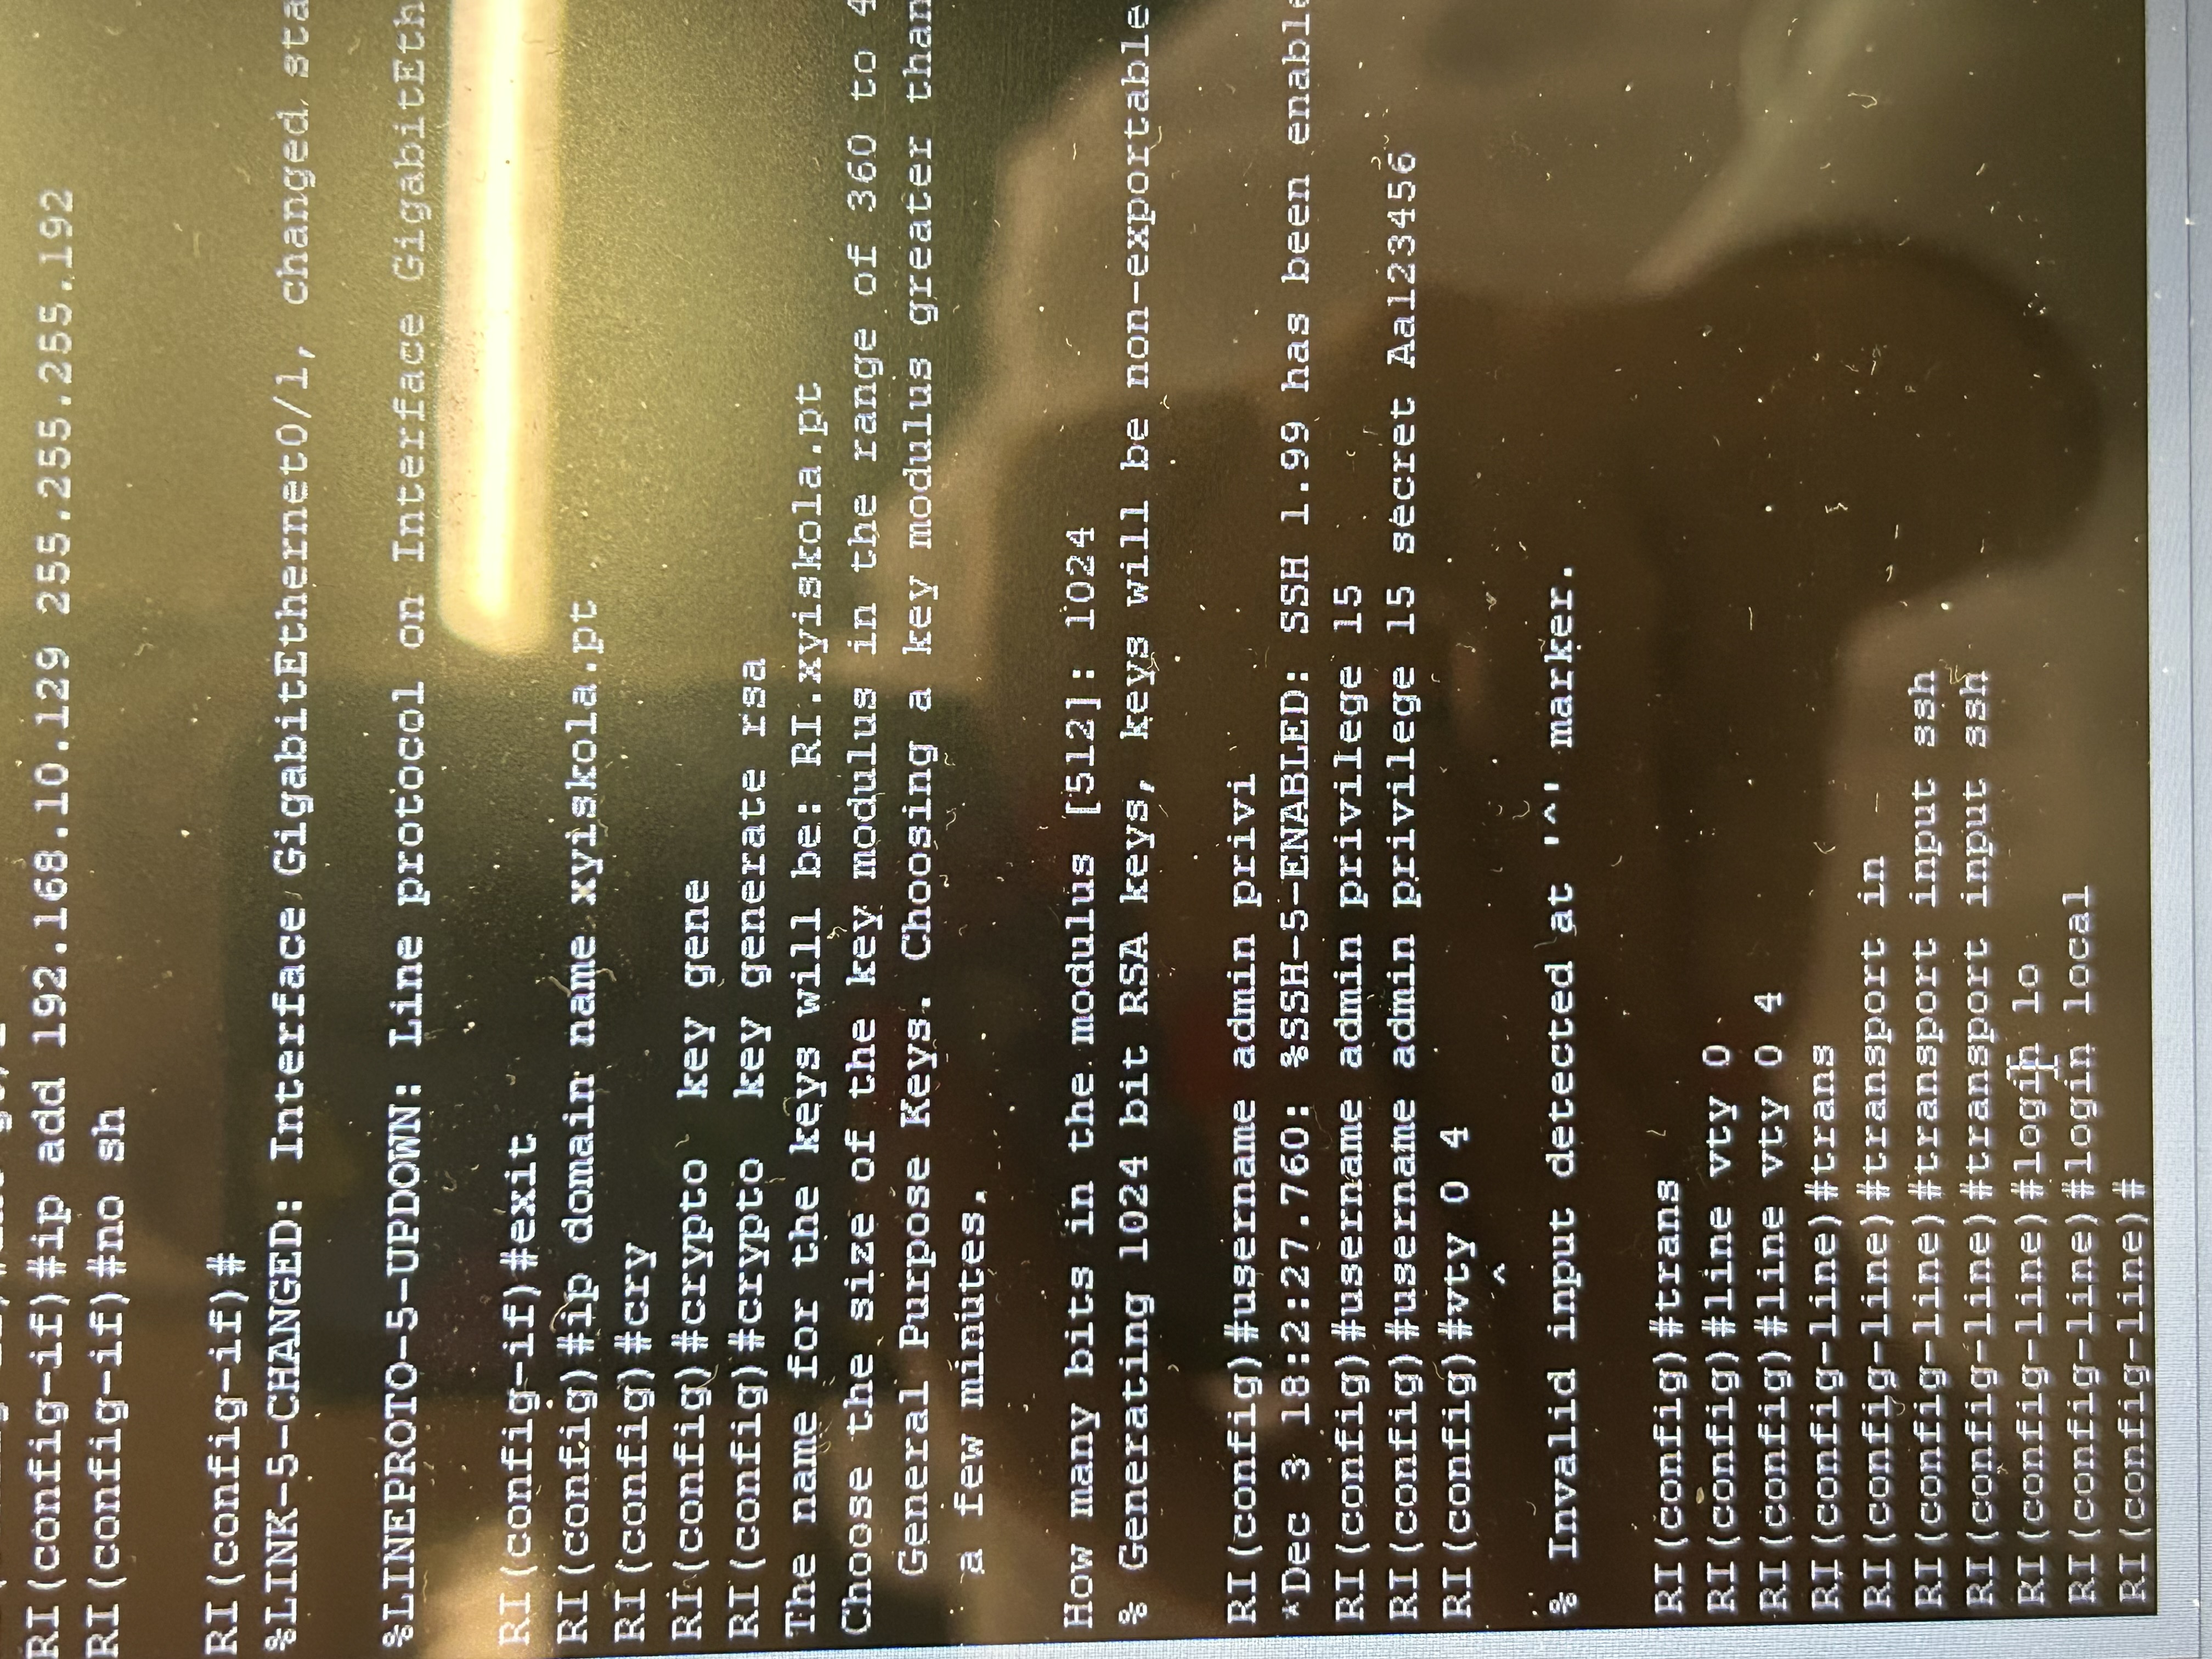 RI(config-if)#ip add 192.168.10.129 255.255.255.192
RI(config-if)#no sh
RI(config-if)#
%LINK-5-CHANGED: Interface GigabitEthernet0/1, changed sta
%LINEPROTO-5-UPDOWN: Line protocol on Interface GigabitEth
RI(config-if)#exit
RI(config)#ip domain name xyiskola.pt
RI(config)#cry
RI(config)#crypto  key gene
RI(config)#crypto  key generate rsa
The name for the keys will be: RI.xyiskola.pt
Choose the size of the key modulus in the range of 360 to 4
General Purpose Keys. Choosing a key modulus greater than
a few minutes.
How many bits in the modulus [512]: 1024
% Generating 1024 bit RSA keys, keys will be non-exportable
RI(config)#username admin privi
*Dec 3 18:2:27.760: %SSH-5-ENABLED: SSH 1.99 has been enable
RI(config)#username admin privilege 15
RI(config)#username admin privilege 15 secret Aa123456
RI(config)#vty 0 4
^
% Invalid input detected at '^' marker.
RI(config)#trans
RI(config)#line vty 0
RI(config)#line vty 0 4
RI(config-line)#trans
RI(config-line)#transport in
RI(config-line)#transport input ssh
RI(config-line)#transport input ssh
RI(config-line)#login lo
RI(config-line)#login local
RI(config-line)#